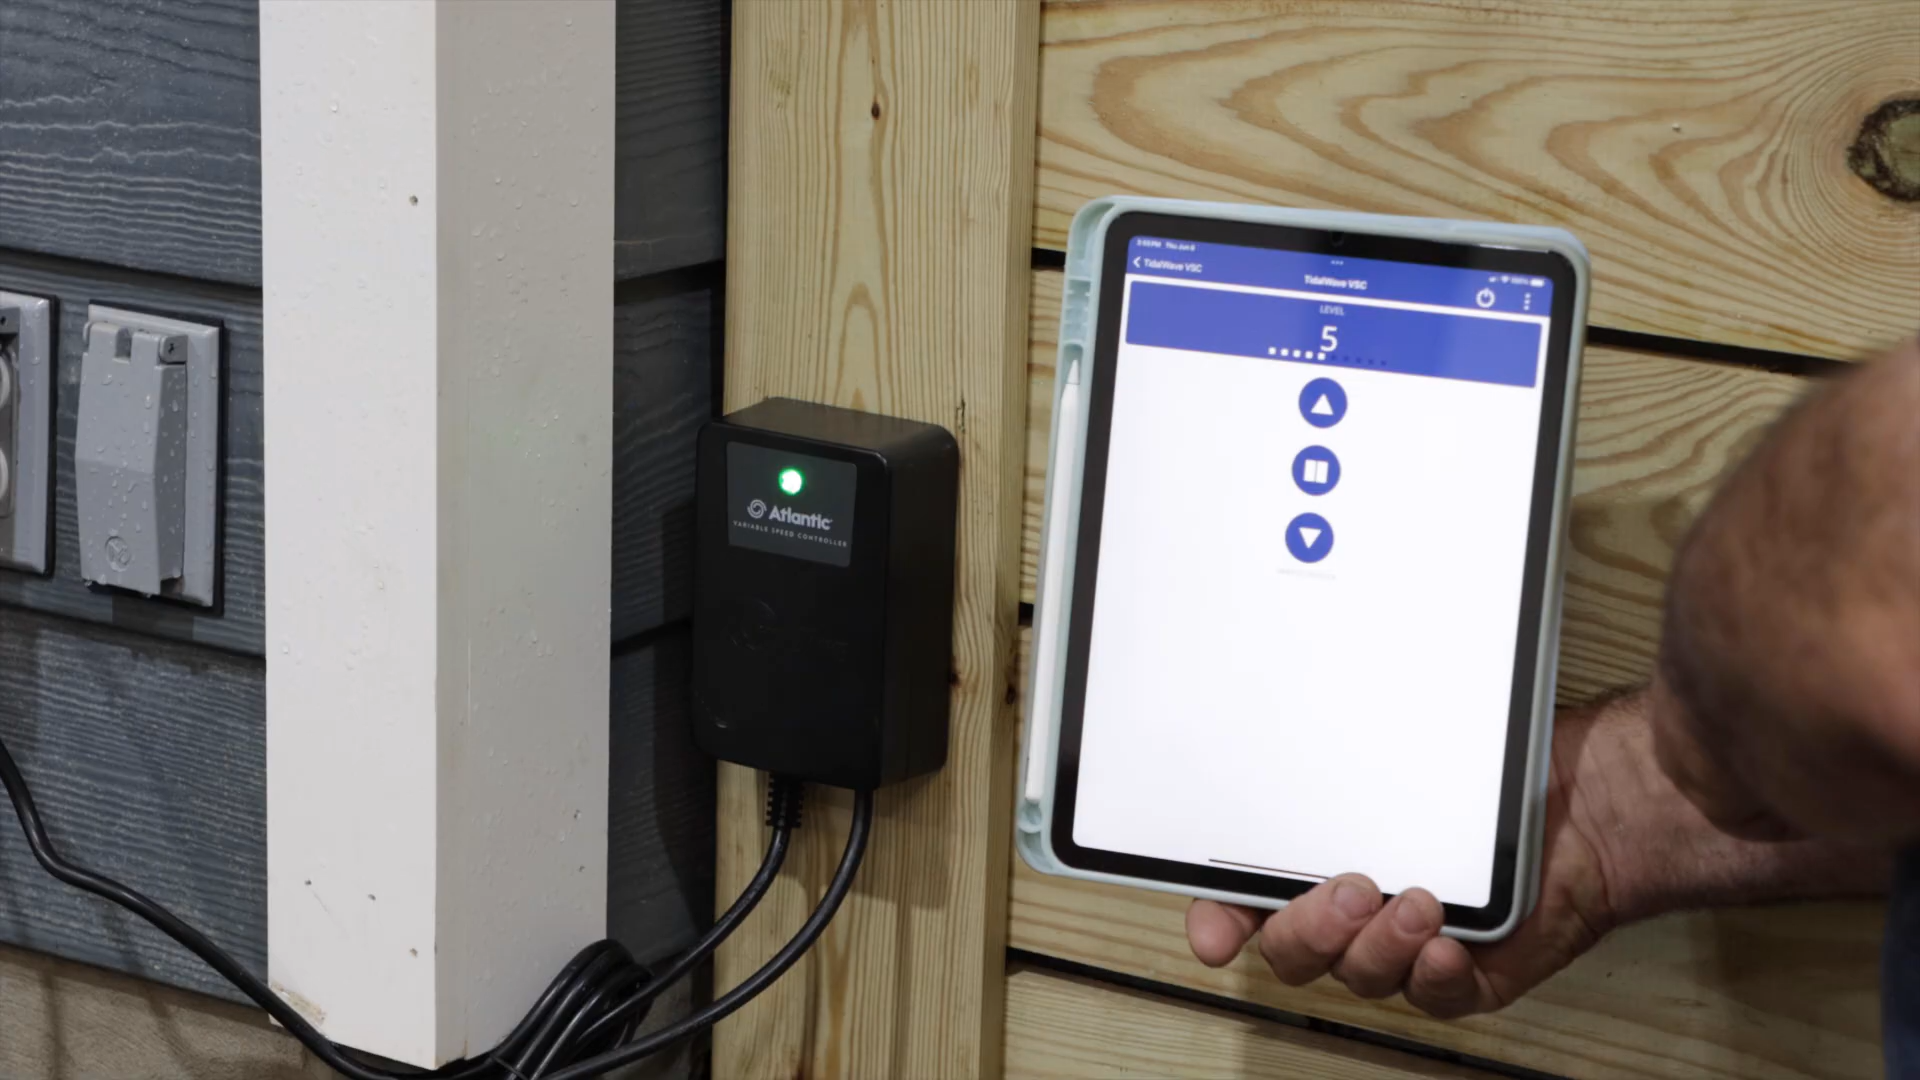 Atlantic
VARIABLE SPEED CONTROLLER
TidalWave VSC
TidalWave VSC
LEVEL
5